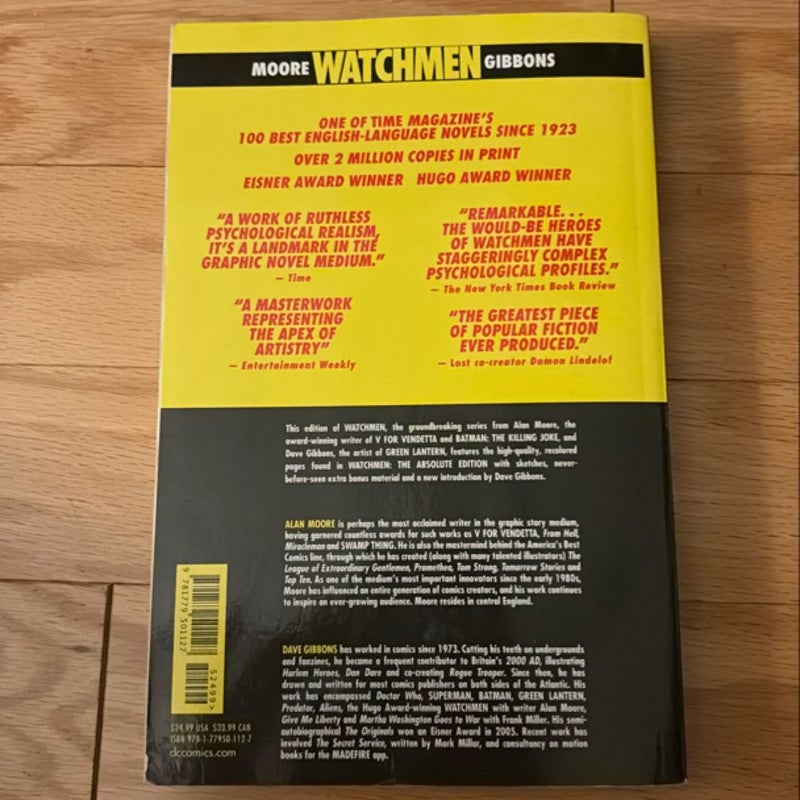 MOORE WATCHMEN GIBBONS
ONE OF TIME MAGAZINE'S
100 BEST ENGLISH-LANGUAGE NOVELS SINCE 1923
OVER 2 MILLION COPIES IN PRINT
EISNER AWARD WINNER HUGO AWARD WINNER
"A WORK OF RUTHLESS
PSYCHOLOGICAL REALISM,
IT'S A LANDMARK IN THE
GRAPHIC NOVEL MEDIUM."
– Time
"REMARKABLE...
THE WOULD-BE HEROES
OF WATCHMEN HAVE
STAGGERINGLY COMPLEX
PSYCHOLOGICAL PROFILES."
– The New York Times Book Review
"A MASTERWORK
REPRESENTING
THE APEX OF
ARTISTRY"
– Entertainment Weekly
"THE GREATEST PIECE
OF POPULAR FICTION
EVER PRODUCED."
– Lost co-creator Damon Lindelof
This edition of WATCHMEN, the groundbreaking series from Alan Moore, the
award-winning writer of V FOR VENDETTA and BATMAN: THE KILLING JOKE, and
Dave Gibbons, the artist of GREEN LANTERN, features the high-quality, recolored
pages found in WATCHMEN: THE ABSOLUTE EDITION with sketches, never-
before-seen extra bonus material and a new introduction by Dave Gibbons.
ALAN MOORE is perhaps the most acclaimed writer in the graphic story medium,
having garnered countless awards for such works as V FOR VENDETTA, From Hell,
Miracleman and SWAMP THING. He is also the mastermind behind the America's Best
Comics line, through which he has created (along with many talented illustrators) The
League of Extraordinary Gentlemen, Promethea, Tom Strong, Tomorrow Stories and
Top Ten. As one of the medium's most important innovators since the early 1980s,
Moore has influenced an entire generation of comics creators, and his work continues
to inspire an ever-growing audience. Moore resides in central England.
DAVE GIBBONS has worked in comics since 1973. Cutting his teeth on undergrounds
and fanzines, he became a frequent contributor to Britain's 2000 AD, illustrating
Harlem Heroes, Dan Dare and co-creating Rogue Trooper. Since then, he has
drawn and written for most comics publishers on both sides of the Atlantic. His
work has encompassed Doctor Who, SUPERMAN, BATMAN, GREEN LANTERN,
Predator, Aliens, the Hugo Award-winning WATCHMEN with writer Alan Moore,
Give Me Liberty and Martha Washington Goes to War with Frank Miller. His semi-
autobiographical The Originals won an Eisner Award in 2005. Recent work has
involved The Secret Service, written by Mark Millar, and consultancy on motion
books for the MADEFIRE app.
9 781779 501127
52499>
$24.99 USA $33.99 CAN
ISBN 978-1-77950-112-7
dccomics.com